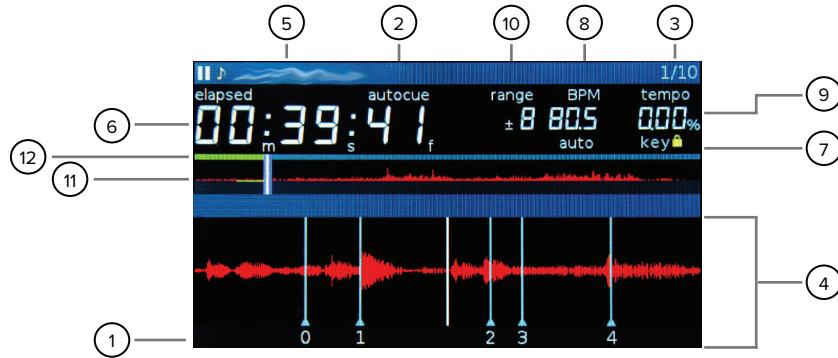 5 2 10 8 3
1/10
elapsed autocue range BPM tempo
00:39:41 ±8 80.5 0.00% 9
6
m s f auto key 7
12
11
4
0 1 2 3 4
1